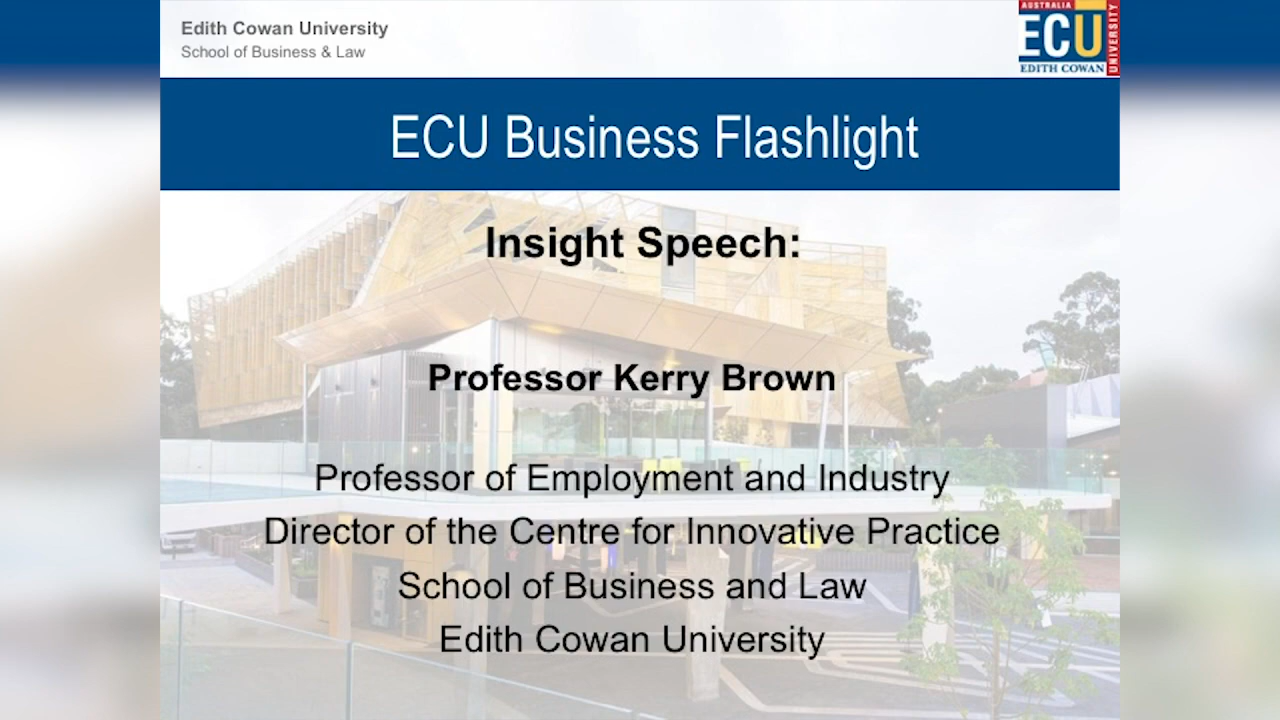 Edith Cowan University
School of Business & Law
AUSTRALIA
ECU
EDITH COWAN
UNIVERSITY
ECU Business Flashlight
Insight Speech:
Professor Kerry Brown
Professor of Employment and Industry
Director of the Centre for Innovative Practice
School of Business and Law
Edith Cowan University